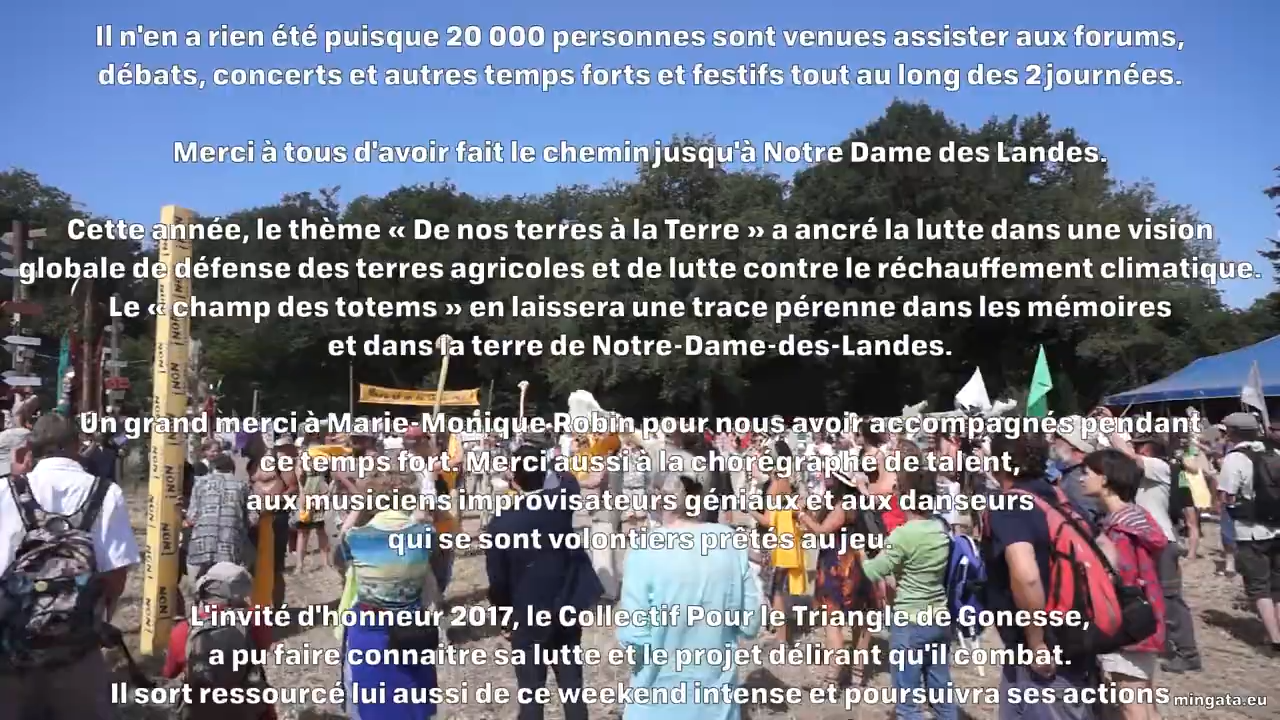 Il n'en a rien été puisque 20 000 personnes sont venues assister aux forums,
débats, concerts et autres temps forts et festifs tout au long des 2 journées.
Merci à tous d'avoir fait le chemin jusqu'à Notre Dame des Landes.
Cette année, le thème « De nos terres à la Terre » a ancré la lutte dans une vision
globale de défense des terres agricoles et de lutte contre le réchauffement climatique.
Le « champ des totems » en laissera une trace pérenne dans les mémoires
et dans la terre de Notre-Dame-des-Landes.
Un grand merci à Marie-Monique Robin pour nous avoir accompagnés pendant
ce temps fort. Merci aussi à la chorégraphe de talent,
aux musiciens improvisateurs géniaux et aux danseurs
qui se sont volontiers prêtés au jeu.
L'invité d'honneur 2017, le Collectif Pour le Triangle de Gonesse,
a pu faire connaitre sa lutte et le projet délirant qu'il combat.
Il sort ressourcé lui aussi de ce weekend intense et poursuivra ses actions
mingata.eu
NON !
NON !
NON !